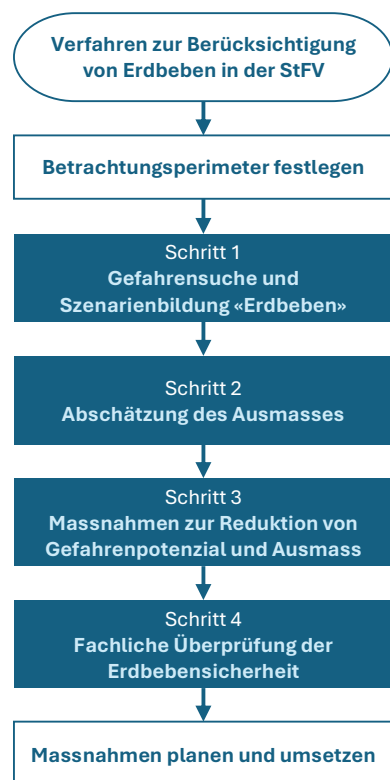 Verfahren zur Berücksichtigung
von Erdbeben in der StFV
Betrachtungsperimeter festlegen
Schritt 1
Gefahrensuche und
Szenarienbildung «Erdbeben»
Schritt 2
Abschätzung des Ausmasses
Schritt 3
Massnahmen zur Reduktion von
Gefahrenpotenzial und Ausmass
Schritt 4
Fachliche Überprüfung der
Erdbebensicherheit
Massnahmen planen und umsetzen